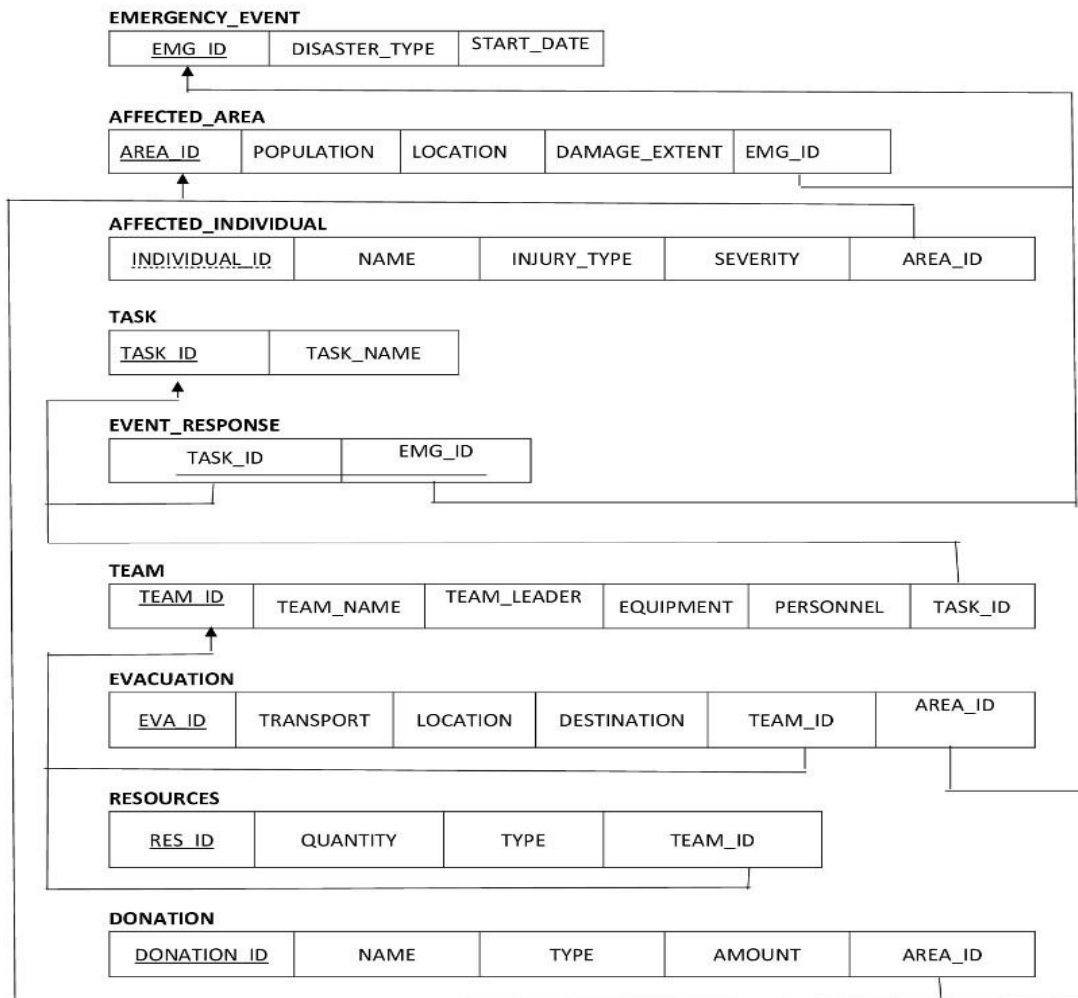 EMERGENCY_EVENT
EMG_ID DISASTER_TYPE START_DATE
AFFECTED_AREA
AREA_ID POPULATION LOCATION DAMAGE_EXTENT EMG_ID
AFFECTED_INDIVIDUAL
INDIVIDUAL_ID NAME INJURY_TYPE SEVERITY AREA_ID
TASK
TASK_ID TASK_NAME
EVENT_RESPONSE
TASK_ID EMG_ID
TEAM
TEAM_ID TEAM_NAME TEAM_LEADER EQUIPMENT PERSONNEL TASK_ID
EVACUATION
EVA_ID TRANSPORT LOCATION DESTINATION TEAM_ID AREA_ID
RESOURCES
RES_ID QUANTITY TYPE TEAM_ID
DONATION
DONATION_ID NAME TYPE AMOUNT AREA_ID